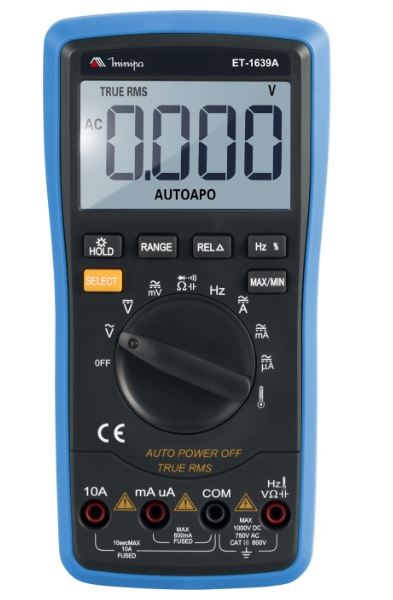 minipa ET-1639A
TRUE RMS V
AC 0.000
AUTOAPO
HOLD RANGE REL△ Hz %
SELECT MAX/MIN
V̅ mV Ω Hz A
Ṽ mA
OFF µA
CE
AUTO POWER OFF
TRUE RMS
10A mA uA COM Hz
VΩ
10secMAX
10A
FUSED
MAX
600mA
FUSED
MAX
1000V DC
750V AC
CAT III 600V